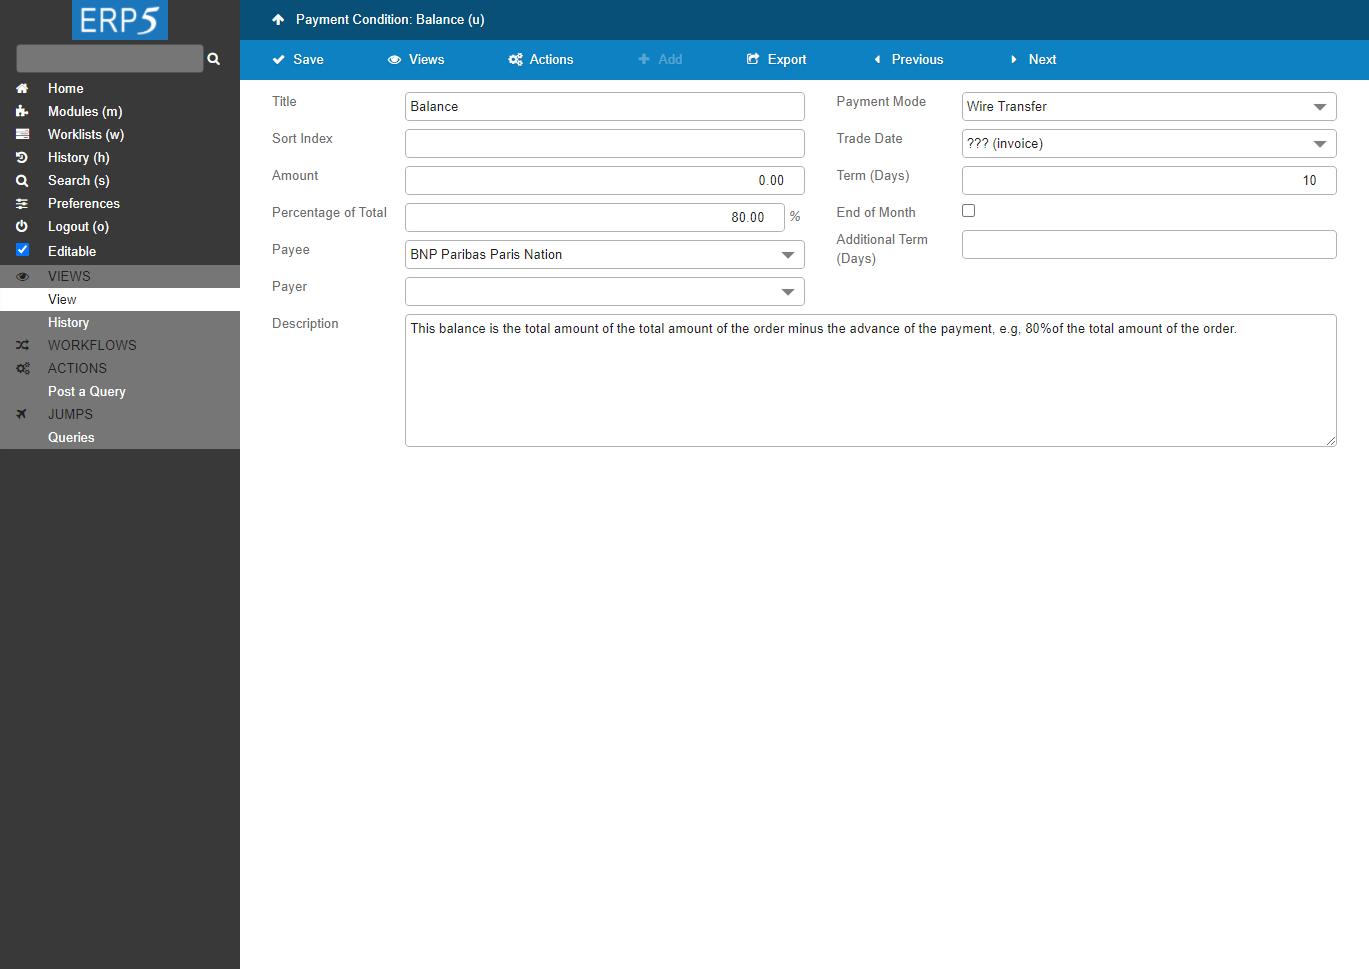 ERP5
Payment Condition: Balance (u)
Save
Views
Actions
Add
Export
Previous
Next
Home
Modules (m)
Worklists (w)
History (h)
Search (s)
Preferences
Logout (o)
Editable
VIEWS
View
History
WORKFLOWS
ACTIONS
Post a Query
JUMPS
Queries
Title
Balance
Sort Index
Amount
0.00
Percentage of Total
80.00 %
Payee
BNP Paribas Paris Nation
Payer
Payment Mode
Wire Transfer
Trade Date
??? (invoice)
Term (Days)
10
End of Month
Additional Term
(Days)
Description
This balance is the total amount of the total amount of the order minus the advance of the payment, e.g, 80%of the total amount of the order.